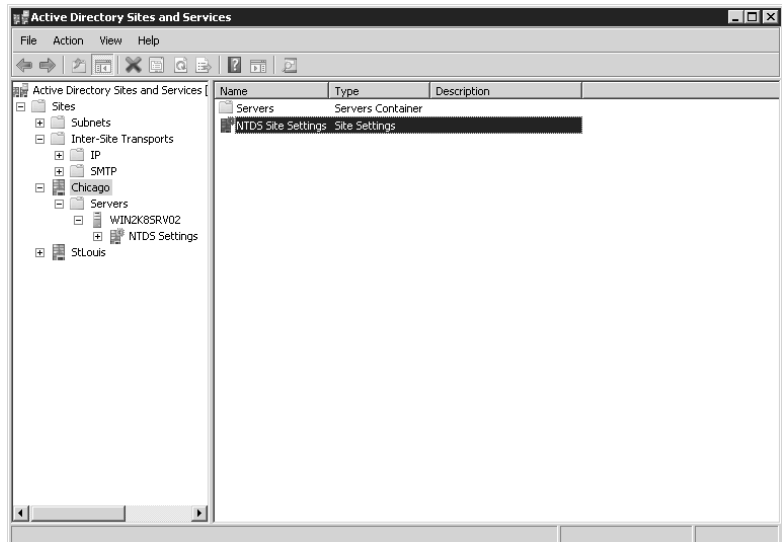 Active Directory Sites and Services
File Action View Help
Active Directory Sites and Services [
Name Type Description
Sites
Subnets
Inter-Site Transports
IP
SMTP
Chicago
Servers
WIN2K8SRV02
NTDS Settings
StLouis
Servers Servers Container
NTDS Site Settings Site Settings